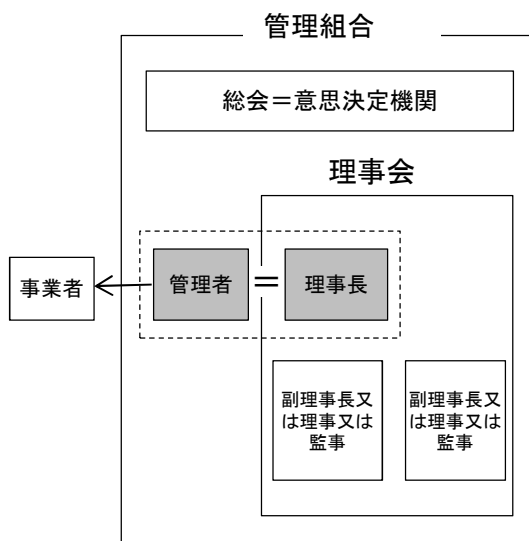 管理組合
総会＝意思決定機関
理事会
事業者
管理者
＝
理事長
副理事長又
は理事又は
監事
副理事長又
は理事又は
監事